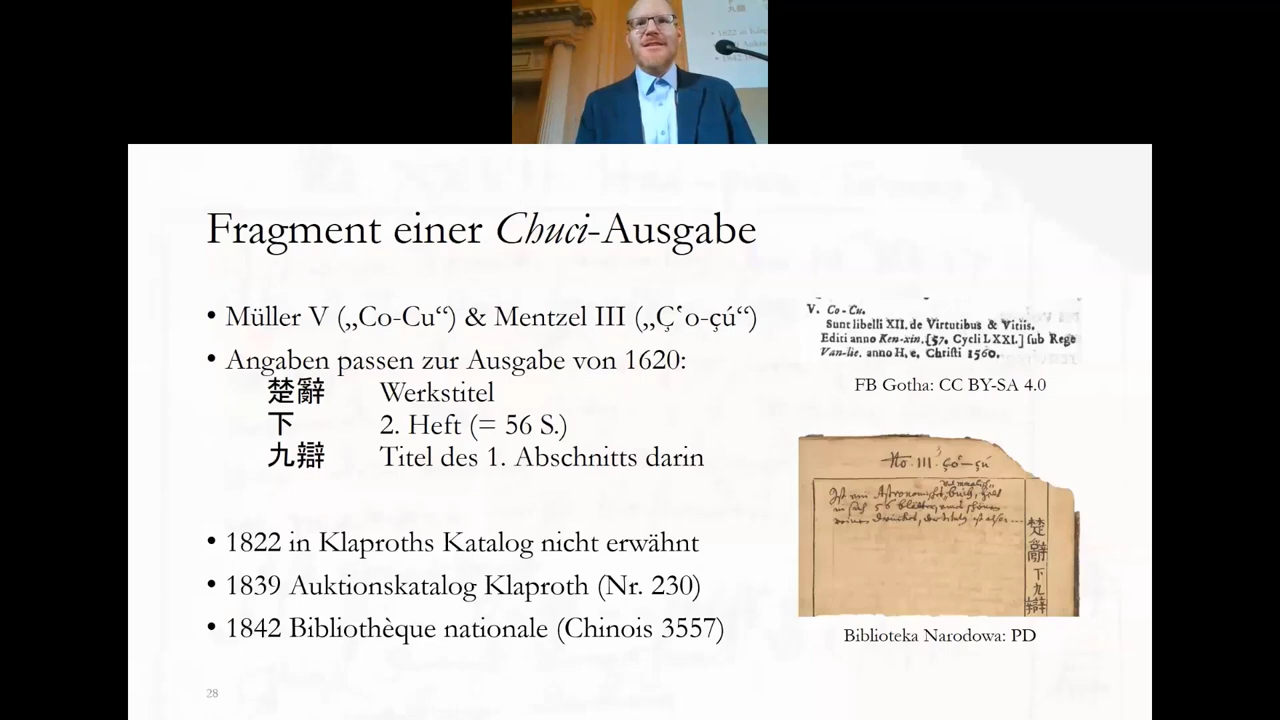 Fragment einer Chuci-Ausgabe
• Müller V („Co-Cu“) & Mentzel III („Ç‛o-çú“)
• Angaben passen zur Ausgabe von 1620:
楚辭 Werkstitel
下 2. Heft (= 56 S.)
九辯 Titel des 1. Abschnitts darin
• 1822 in Klaproths Katalog nicht erwähnt
• 1839 Auktionskatalog Klaproth (Nr. 230)
• 1842 Bibliothèque nationale (Chinois 3557)
28
V. Co-Cu.
Sunt libelli XII. de Virtutibus & Vitiis.
Editi anno Ken-xin, [57. Cycli LXXI.] sub Rege
Van-lie. anno H. e, Christi 1560.
FB Gotha: CC BY-SA 4.0
No. III. ço‛-çú
楚辭下九辯
Biblioteka Narodowa: PD